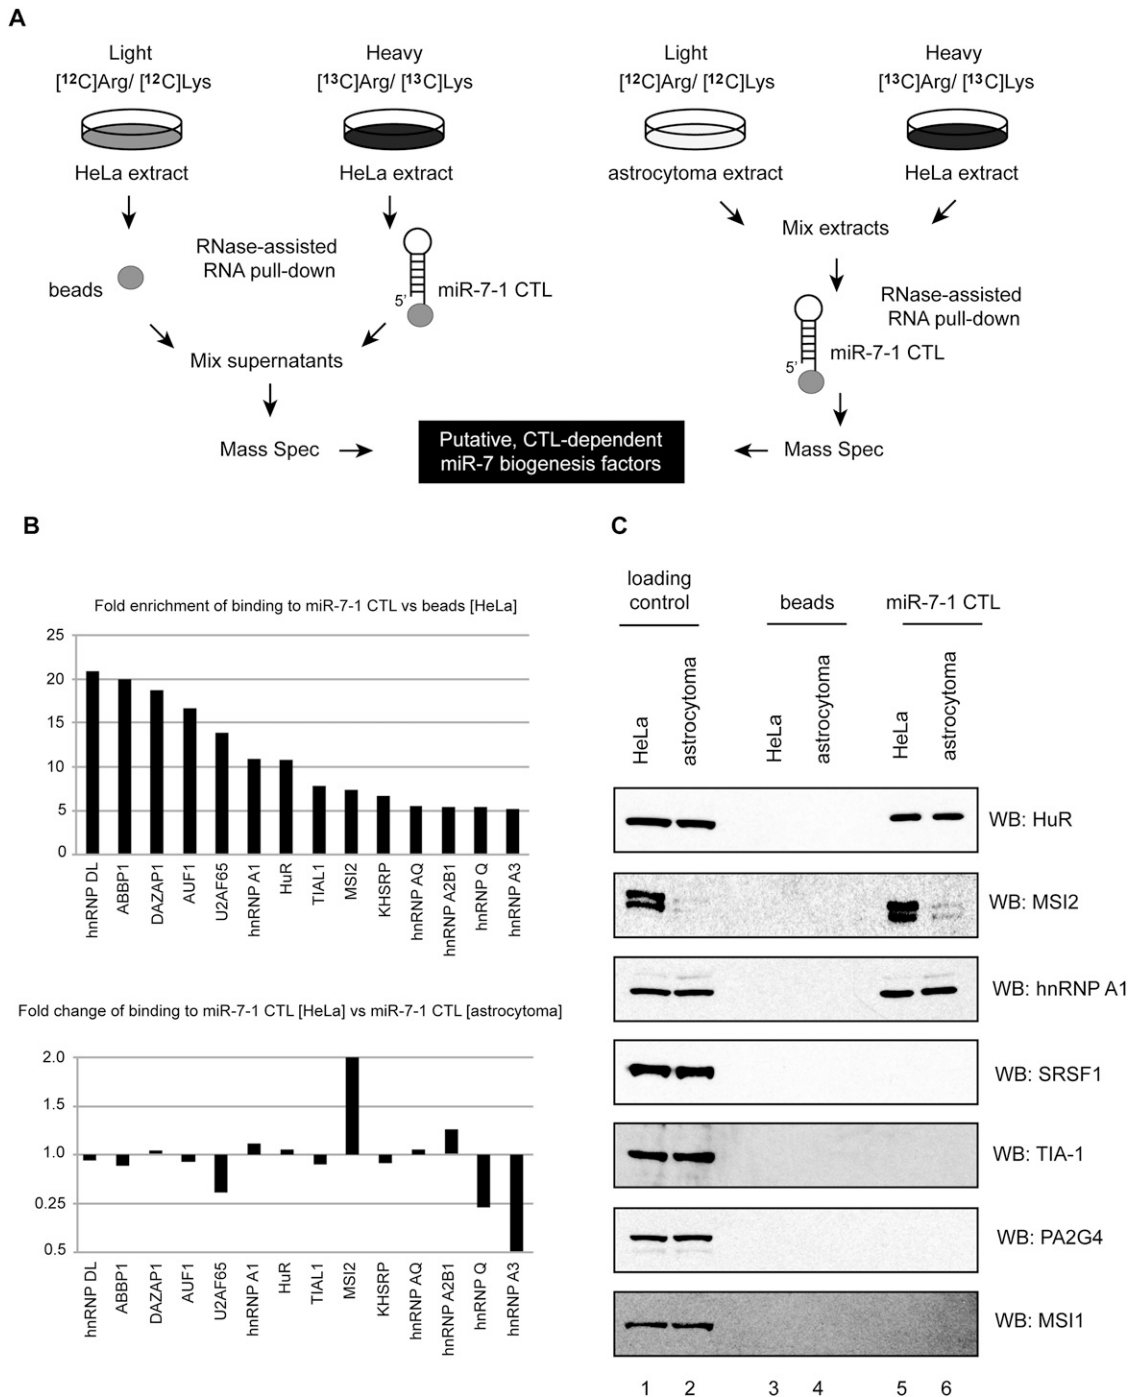 A
Light
[12C]Arg/ [12C]Lys
Heavy
[13C]Arg/ [13C]Lys
Light
[12C]Arg/ [12C]Lys
Heavy
[13C]Arg/ [13C]Lys
HeLa extract
HeLa extract
astrocytoma extract
HeLa extract
RNase-assisted
RNA pull-down
beads
5'
miR-7-1 CTL
Mix supernatants
Mass Spec
Mix extracts
RNase-assisted
RNA pull-down
5'
miR-7-1 CTL
Mass Spec
Putative, CTL-dependent
miR-7 biogenesis factors
B
Fold enrichment of binding to miR-7-1 CTL vs beads [HeLa]
25
20
15
10
5
0
hnRNP DL
ABBP1
DAZAP1
AUF1
U2AF65
hnRNP A1
HuR
TIAL1
MSI2
KHSRP
hnRNP AQ
hnRNP A2B1
hnRNP Q
hnRNP A3
Fold change of binding to miR-7-1 CTL [HeLa] vs miR-7-1 CTL [astrocytoma]
2.0
1.5
1.0
0.25
0.5
hnRNP DL
ABBP1
DAZAP1
AUF1
U2AF65
hnRNP A1
HuR
TIAL1
MSI2
KHSRP
hnRNP AQ
hnRNP A2B1
hnRNP Q
hnRNP A3
C
loading
control
beads
miR-7-1 CTL
HeLa
astrocytoma
HeLa
astrocytoma
HeLa
astrocytoma
WB: HuR
WB: MSI2
WB: hnRNP A1
WB: SRSF1
WB: TIA-1
WB: PA2G4
WB: MSI1
1 2 3 4 5 6